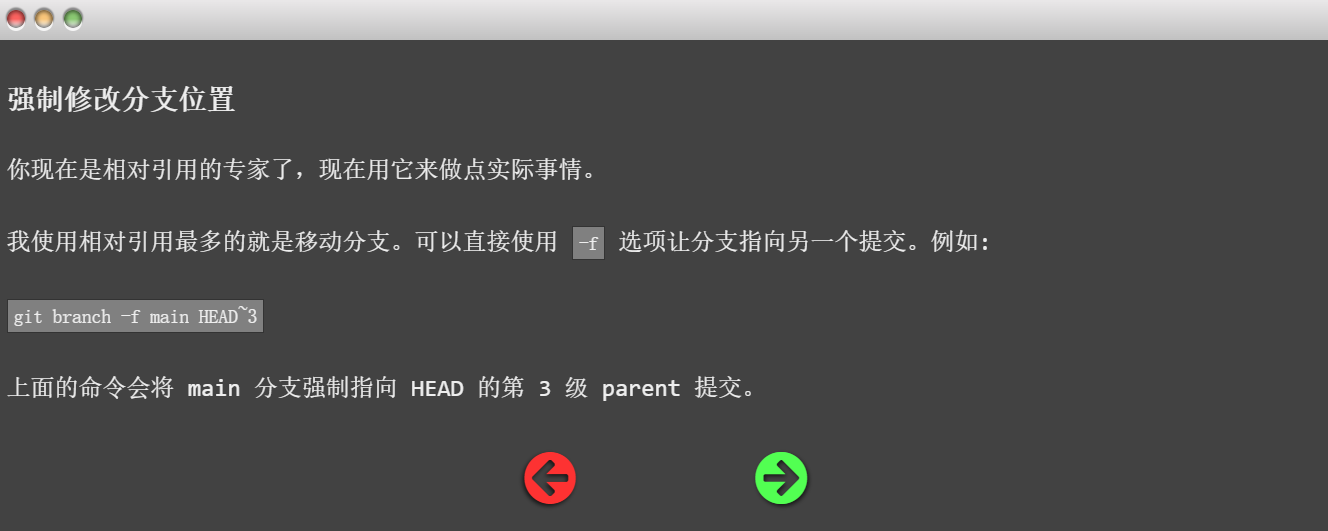 强制修改分支位置
你现在是相对引用的专家了，现在用它来做点实际事情。
我使用相对引用最多的就是移动分支。可以直接使用 -f 选项让分支指向另一个提交。例如:
git branch -f main HEAD~3
上面的命令会将 main 分支强制指向 HEAD 的第 3 级 parent 提交。